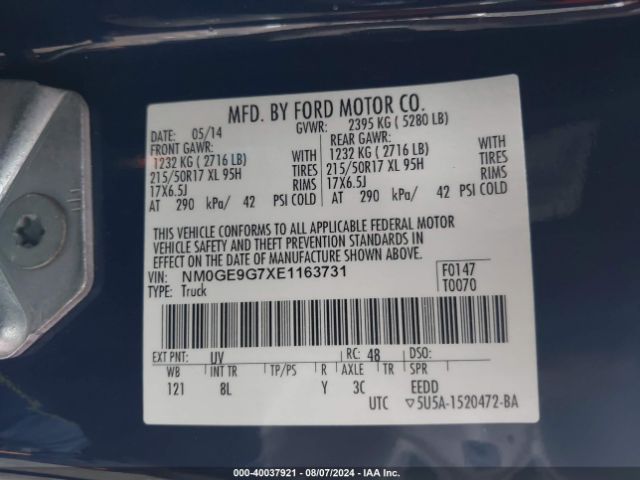 MFD. BY FORD MOTOR CO.
DATE: 05/14 GVWR: 2395 KG ( 5280 LB)
FRONT GAWR: REAR GAWR:
1232 KG ( 2716 LB) WITH 1232 KG ( 2716 LB) WITH
215/50R17 XL 95H TIRES 215/50R17 XL 95H TIRES
17X6.5J RIMS 17X6.5J RIMS
AT 290 kPa/ 42 PSI COLD AT 290 kPa/ 42 PSI COLD
THIS VEHICLE CONFORMS TO ALL APPLICABLE FEDERAL MOTOR
VEHICLE SAFETY AND THEFT PREVENTION STANDARDS IN
EFFECT ON THE DATE OF MANUFACTURE SHOWN ABOVE.
VIN: NM0GE9G7XE1163731 F0147
TYPE: Truck T0070
EXT PNT: UV RC: 48 DSO:
WB INT TR TP/PS R AXLE TR SPR
121 8L Y 3C EEDD
UTC ▽5U5A-1520472-BA
000-40037921 - 08/07/2024 - IAA Inc.